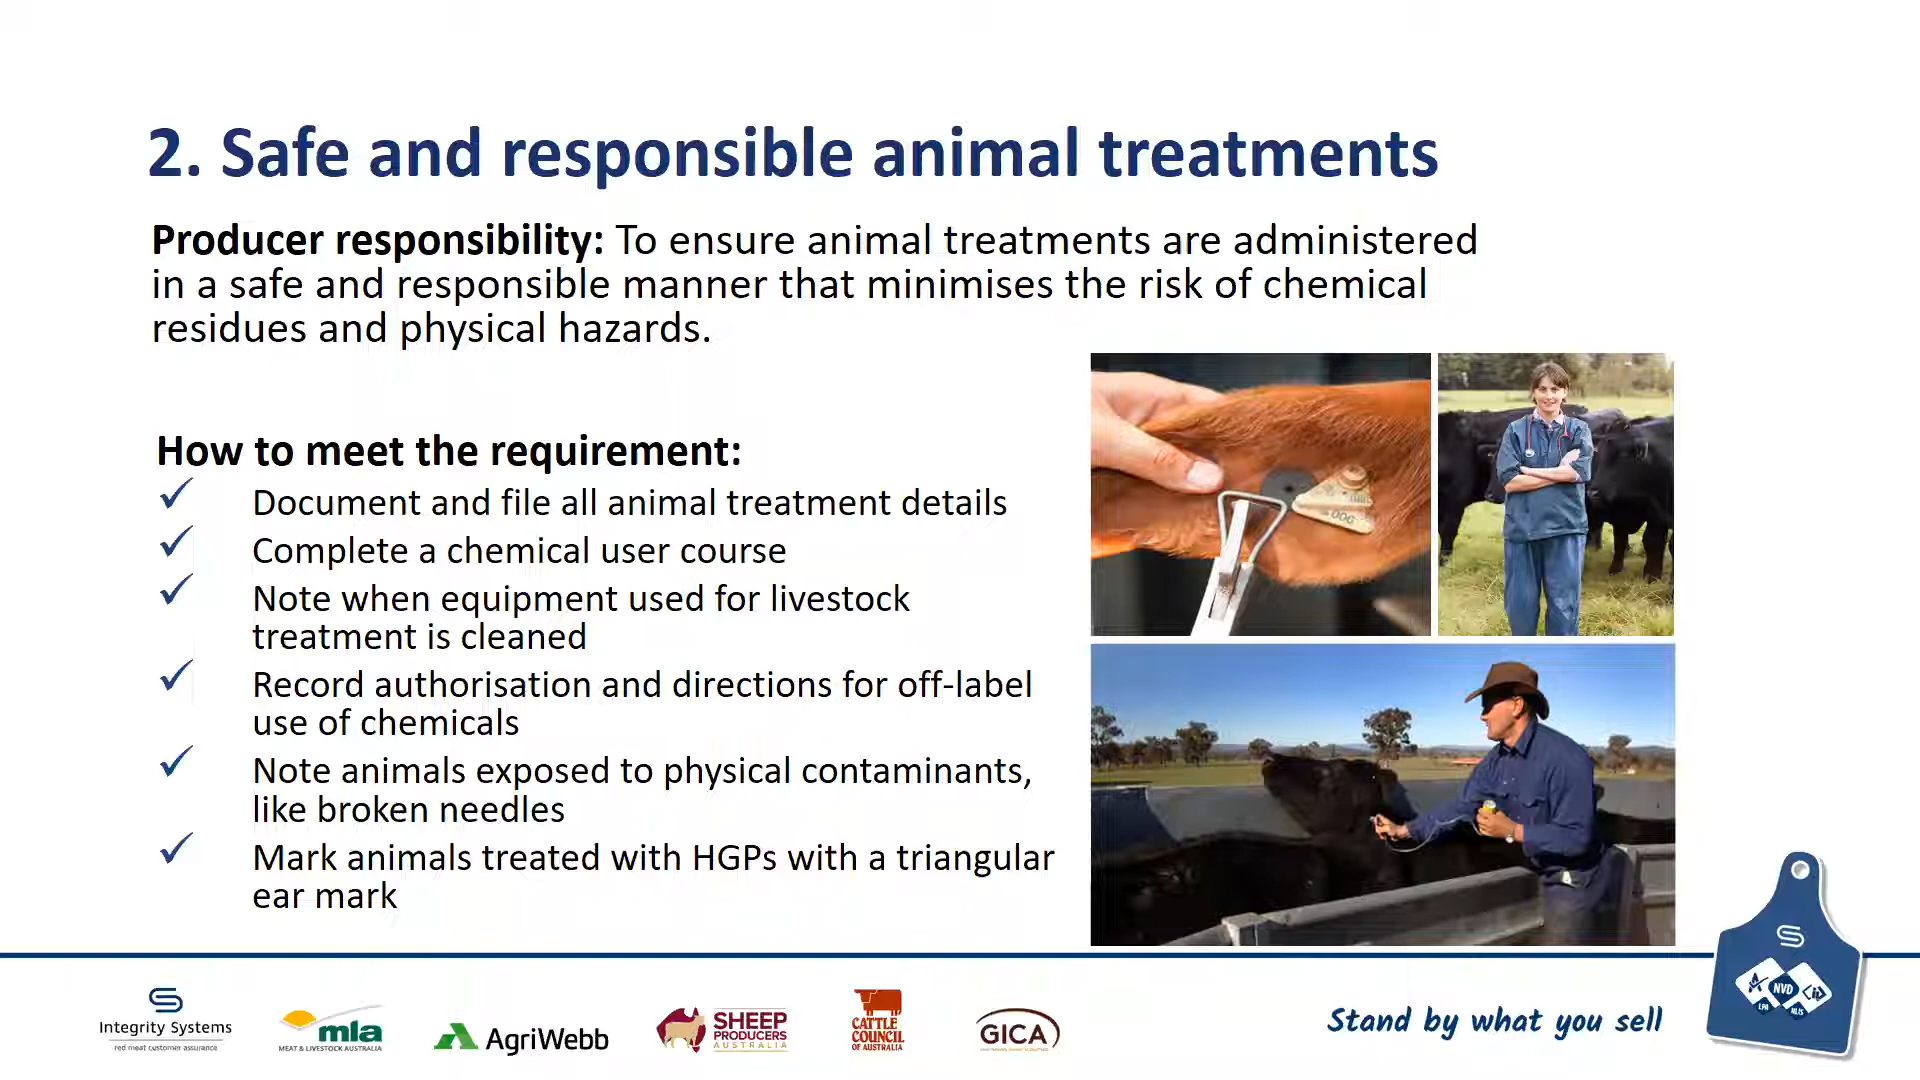 2. Safe and responsible animal treatments
Producer responsibility: To ensure animal treatments are administered
in a safe and responsible manner that minimises the risk of chemical
residues and physical hazards.
How to meet the requirement:
✓ Document and file all animal treatment details
✓ Complete a chemical user course
✓ Note when equipment used for livestock
treatment is cleaned
✓ Record authorisation and directions for off-label
use of chemicals
✓ Note animals exposed to physical contaminants,
like broken needles
✓ Mark animals treated with HGPs with a triangular
ear mark
Integrity Systems
red meat customer assurance
mla
MEAT & LIVESTOCK AUSTRALIA
AgriWebb
SHEEP
PRODUCERS
AUSTRALIA
CATTLE
COUNCIL
OF AUSTRALIA
GICA
Stand by what you sell
LPA
NVD
NLIS